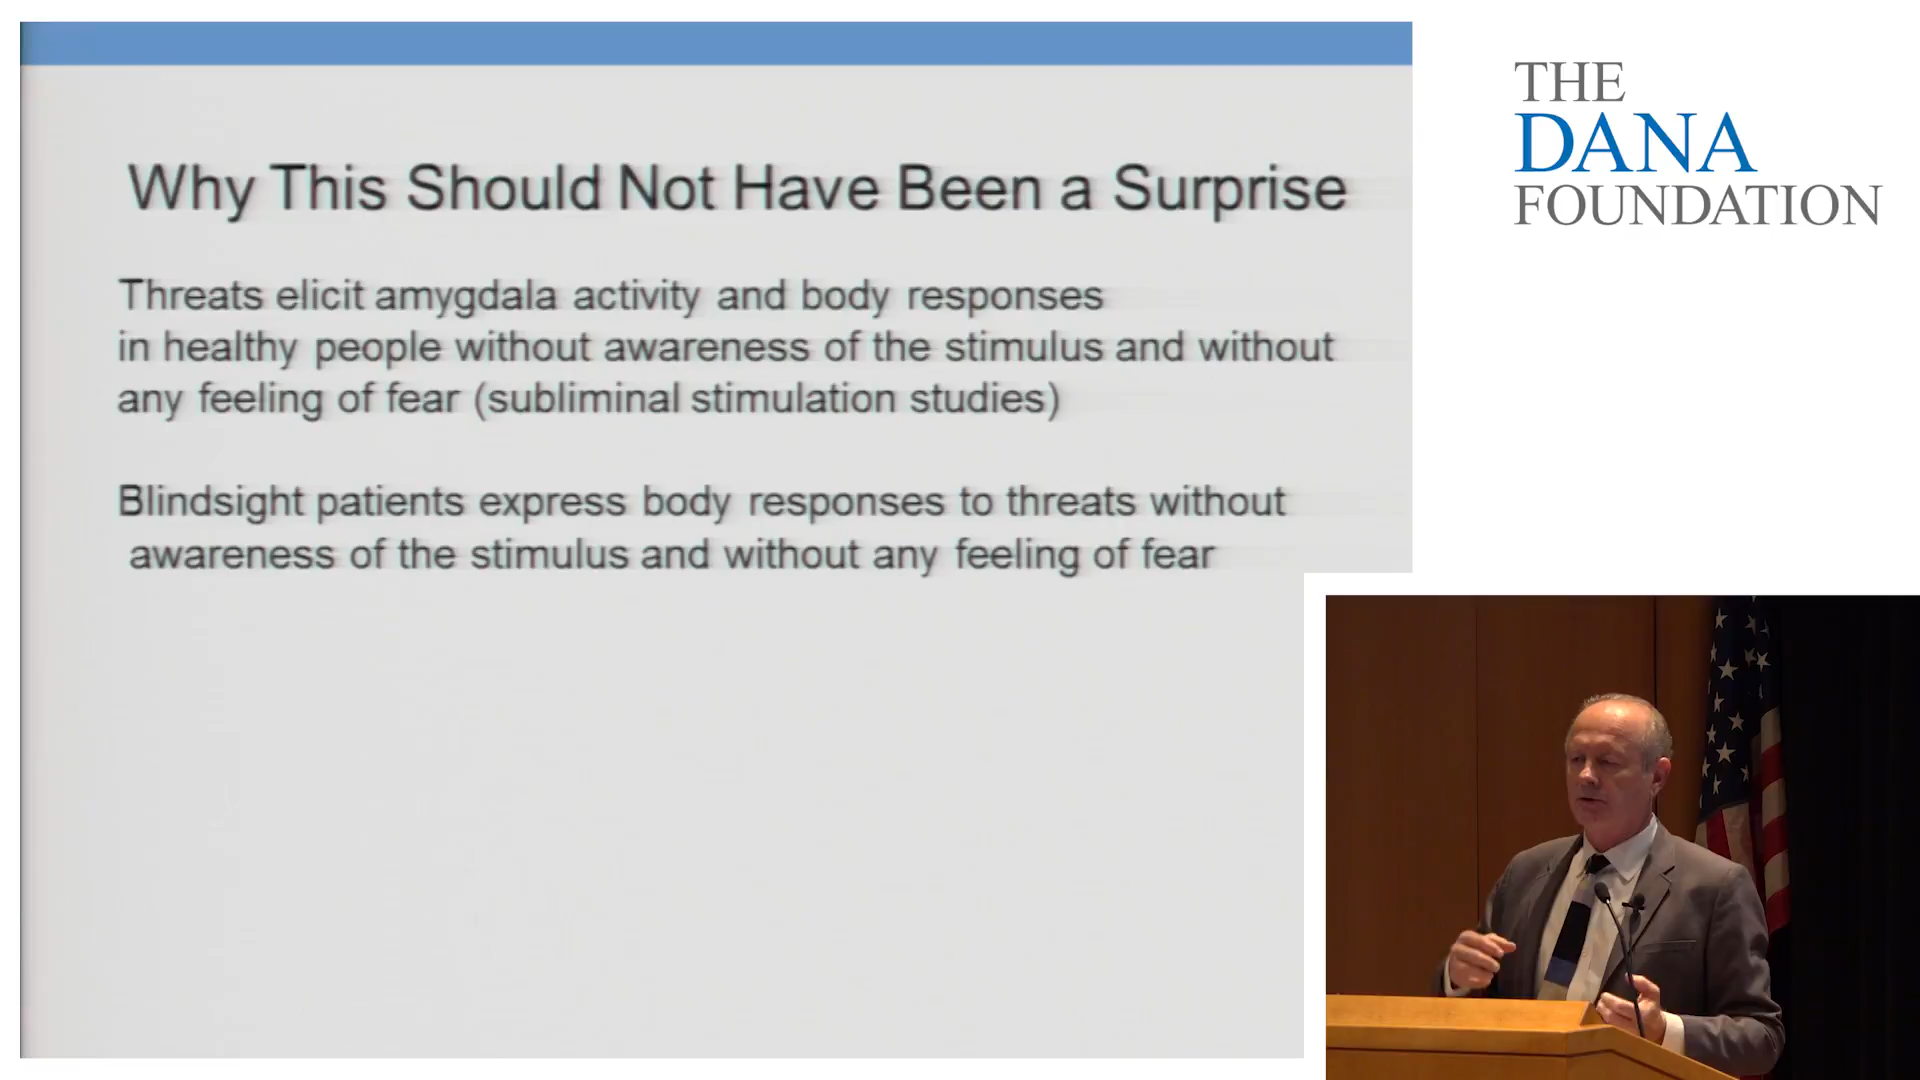 Why This Should Not Have Been a Surprise
Threats elicit amygdala activity and body responses
in healthy people without awareness of the stimulus and without
any feeling of fear (subliminal stimulation studies)
Blindsight patients express body responses to threats without
awareness of the stimulus and without any feeling of fear
THE
DANA
FOUNDATION